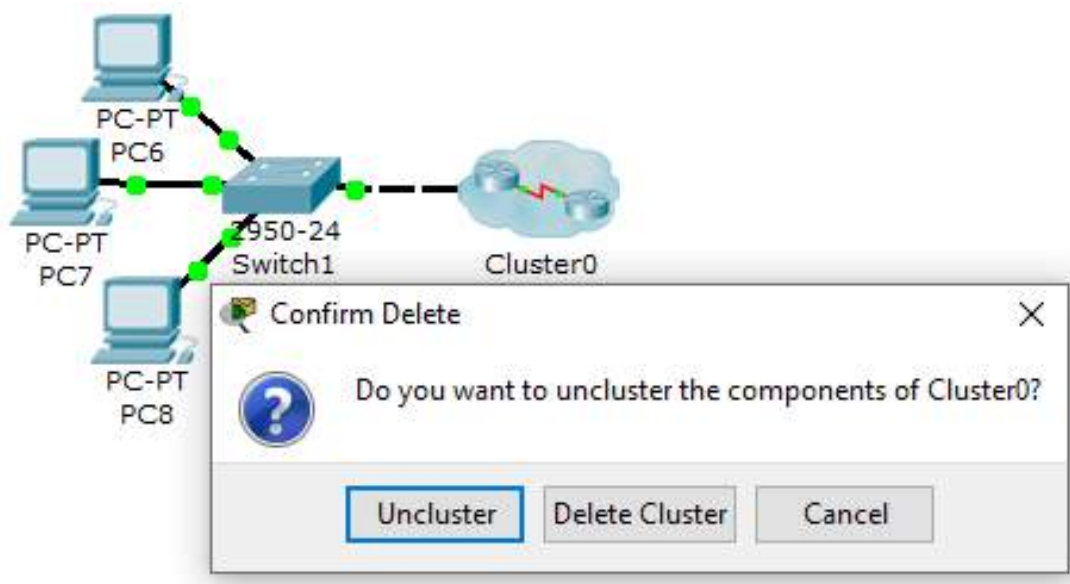 PC-PT
PC6
PC-PT
PC7
2950-24
Switch1
Cluster0
PC-PT
PC8
Confirm Delete
Do you want to uncluster the components of Cluster0?
Uncluster
Delete Cluster
Cancel